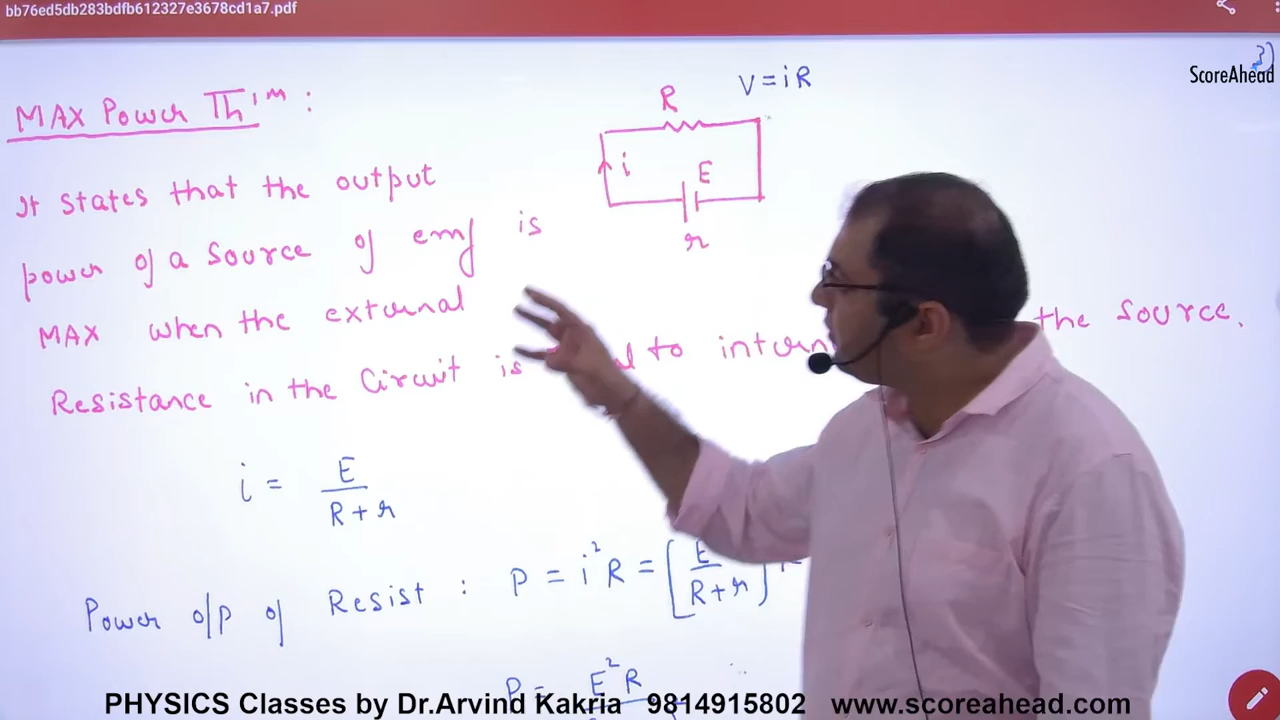 bb76ed5db283bdfb612327e3678cd1a7.pdf
ScoreAhead
MAX Power Thᵐ :
V = iR
R
i
E
r
It states that the output
power of a source of emf is
MAX when the external
Resistance in the Circuit is to the source.
i = E / R + r
Power o/p of Resist : P = i²R = [E / R + r]
P = E²R
PHYSICS Classes by Dr.Arvind Kakria 9814915802 www.scoreahead.com